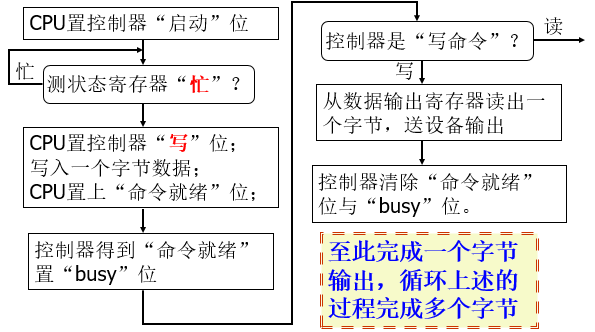 CPU置控制器“启动”位
忙
测状态寄存器“忙”？
CPU置控制器“写”位；
写入一个字节数据；
CPU置上“命令就绪”位；
控制器得到“命令就绪”
置“busy”位
控制器是“写命令”？
读
写
从数据输出寄存器读出一
个字节，送设备输出
控制器清除“命令就绪”
位与“busy”位。
至此完成一个字节
输出，循环上述的
过程完成多个字节